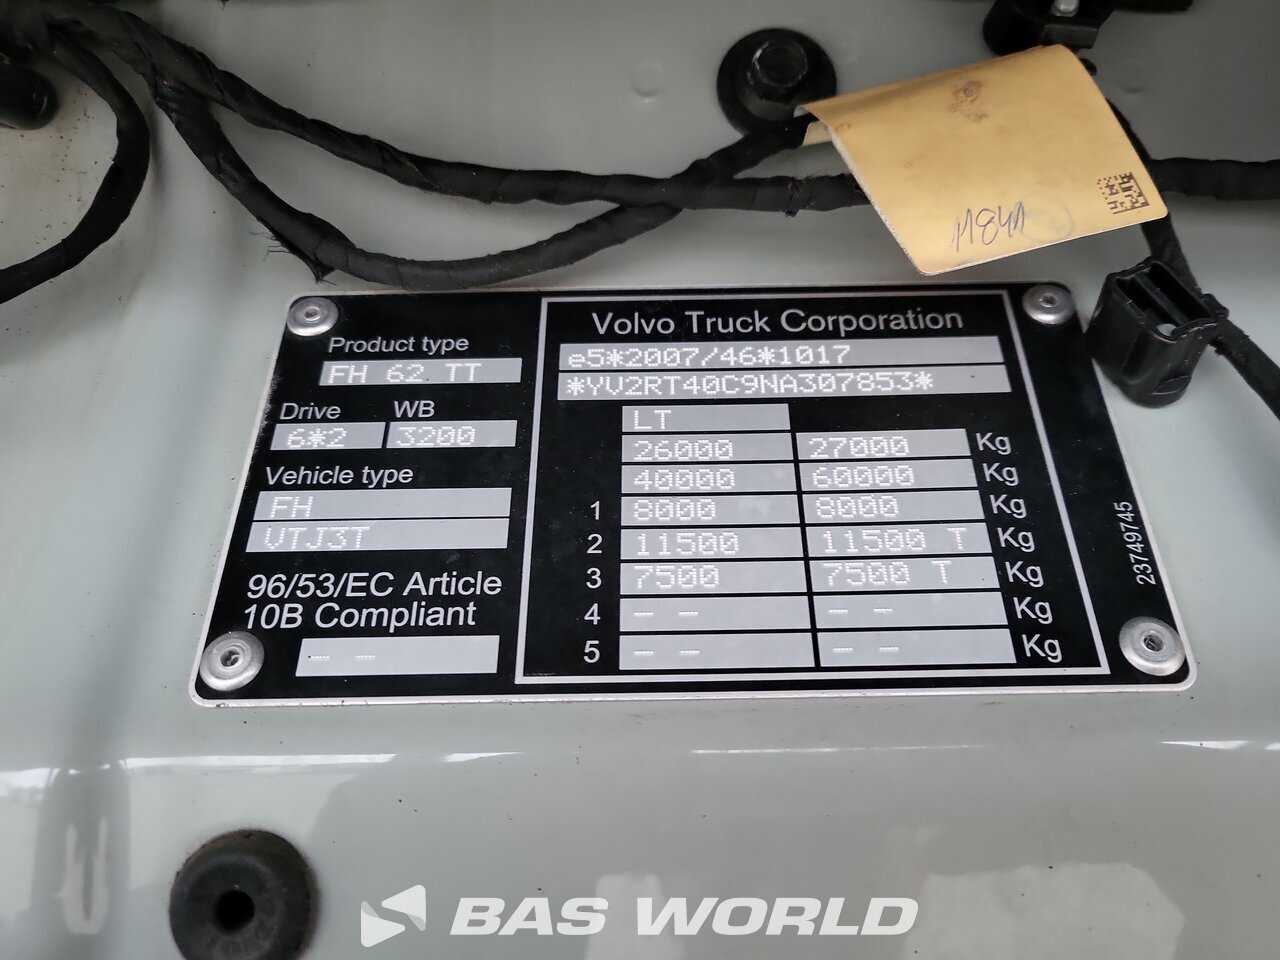 11841
Volvo Truck Corporation
Product type
FH 62 TT
e5*2007/46*1017
*YV2RT40C9NA307853*
Drive WB
6*2 3200
LT
26000 27000 Kg
40000 60000 Kg
Vehicle type
FH
VTJ3T
1 8000 8000 Kg
2 11500 11500 T Kg
3 7500 7500 T Kg
4 -- -- Kg
5 -- -- Kg
96/53/EC Article
10B Compliant
-- 
23749745
BAS WORLD